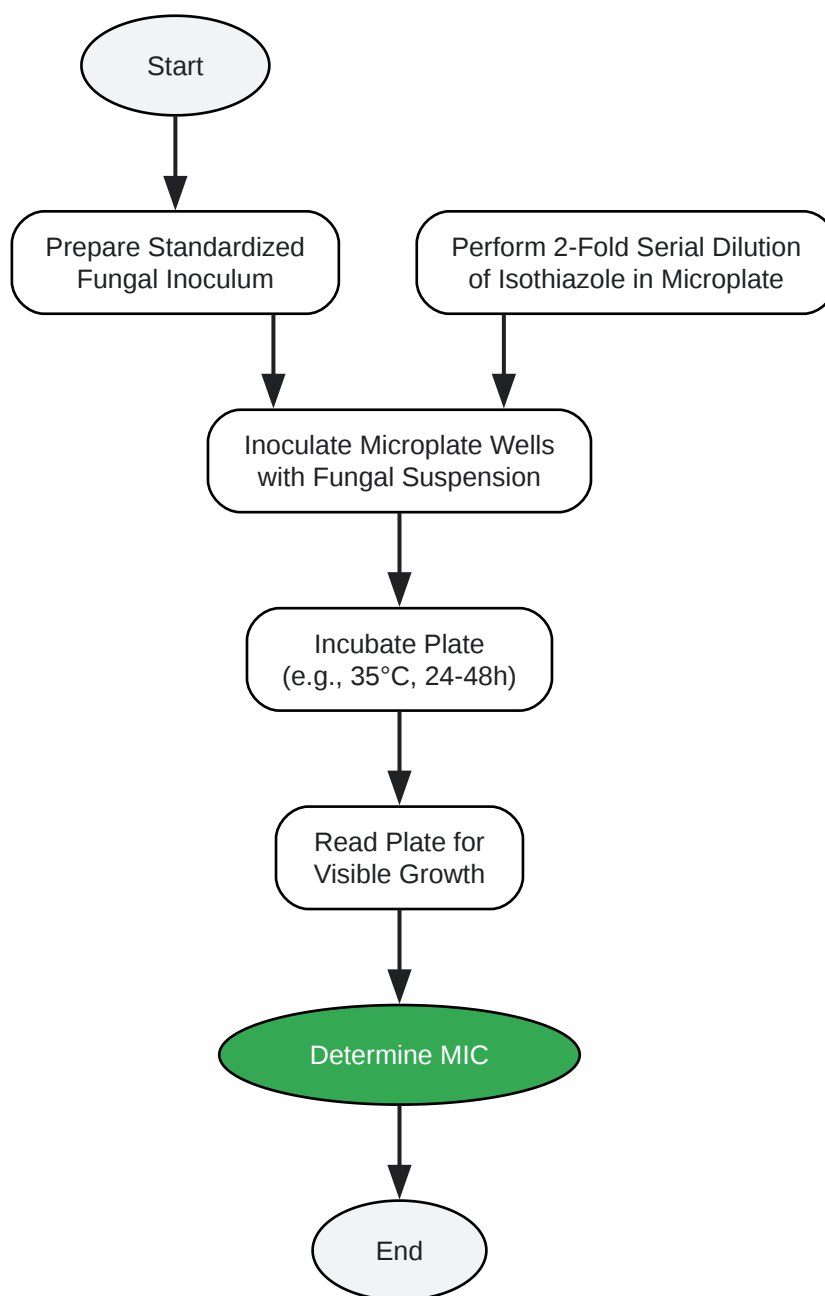 Start
Prepare Standardized
Fungal Inoculum
Perform 2-Fold Serial Dilution
of Isothiazole in Microplate
Inoculate Microplate Wells
with Fungal Suspension
Incubate Plate
(e.g., 35°C, 24-48h)
Read Plate for
Visible Growth
Determine MIC
End